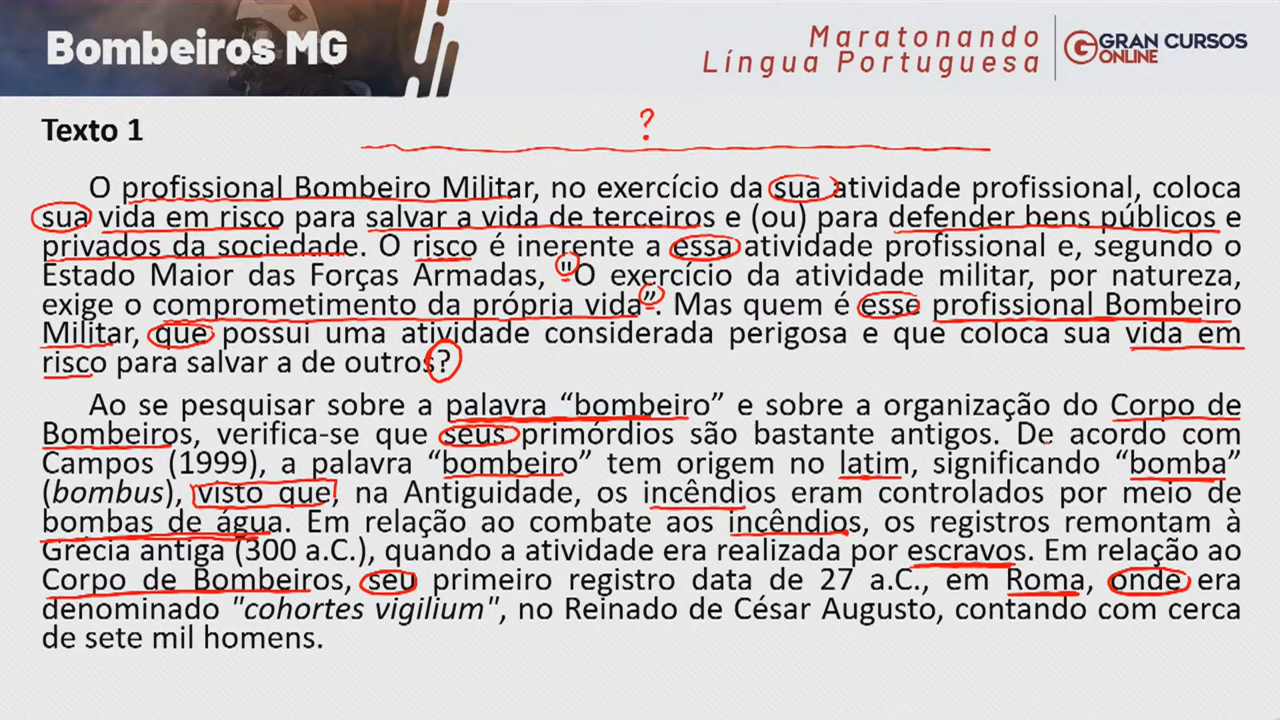 Bombeiros MG
Maratonando
Língua Portuguesa
GRAN CURSOS
ONLINE
Texto 1
?
O profissional Bombeiro Militar, no exercício da sua atividade profissional, coloca
sua vida em risco para salvar a vida de terceiros e (ou) para defender bens públicos e
privados da sociedade. O risco é inerente a essa atividade profissional e, segundo o
Estado Maior das Forças Armadas, "O exercício da atividade militar, por natureza,
exige o comprometimento da própria vida”. Mas quem é esse profissional Bombeiro
Militar, que possui uma atividade considerada perigosa e que coloca sua vida em
risco para salvar a de outros?
Ao se pesquisar sobre a palavra “bombeiro” e sobre a organização do Corpo de
Bombeiros, verifica-se que seus primórdios são bastante antigos. De acordo com
Campos (1999), a palavra “bombeiro” tem origem no latim, significando “bomba”
(bombus), visto que, na Antiguidade, os incêndios eram controlados por meio de
bombas de água. Em relação ao combate aos incêndios, os registros remontam à
Grécia antiga (300 a.C.), quando a atividade era realizada por escravos. Em relação ao
Corpo de Bombeiros, seu primeiro registro data de 27 a.C., em Roma, onde era
denominado "cohortes vigilium", no Reinado de César Augusto, contando com cerca
de sete mil homens.